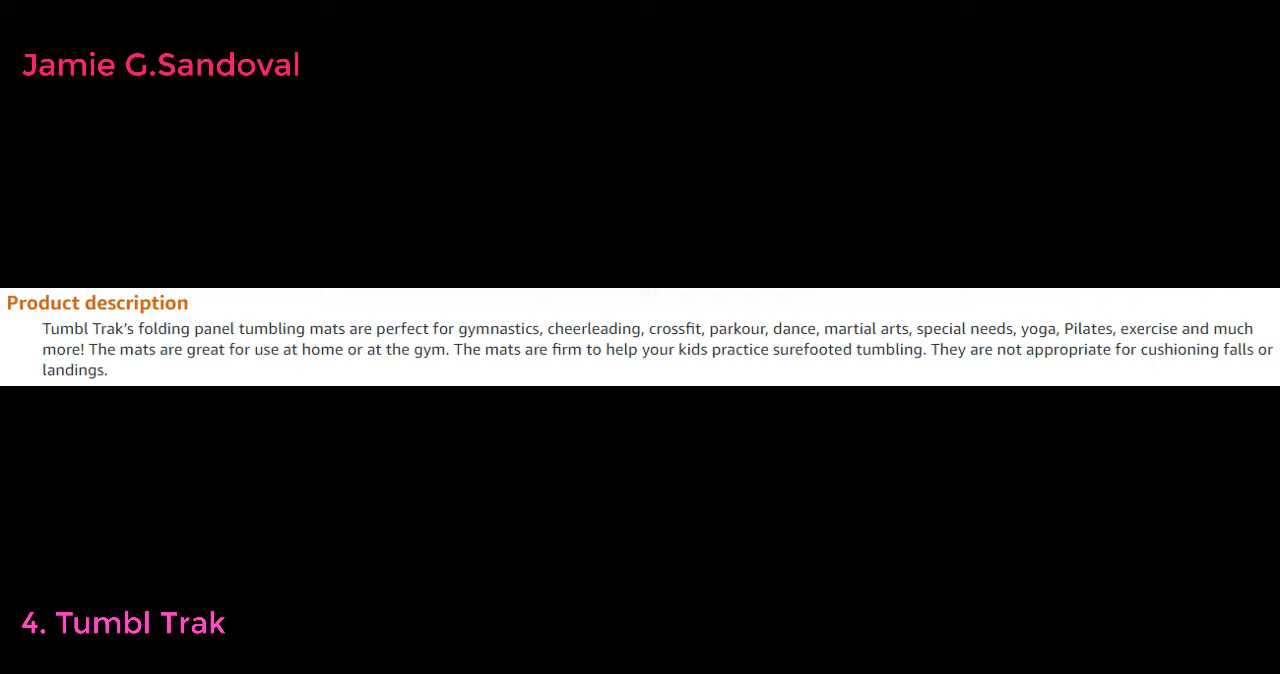 Jamie G.Sandoval
Product description
Tumbl Trak's folding panel tumbling mats are perfect for gymnastics, cheerleading, crossfit, parkour, dance, martial arts, special needs, yoga, Pilates, exercise and much
more! The mats are great for use at home or at the gym. The mats are firm to help your kids practice surefooted tumbling. They are not appropriate for cushioning falls or
landings.
4. Tumbl Trak